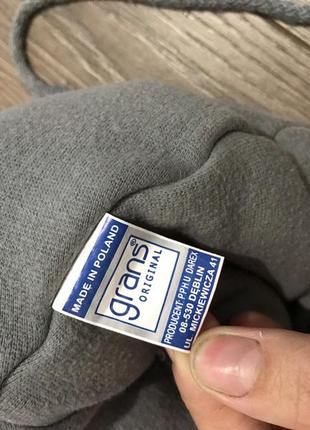 MADE IN POLAND
grans®
ORIGINAL
PRODUCENT-PPHU DAREX
08-530 DĘBLIN
UL. MICKIEWICZA 41